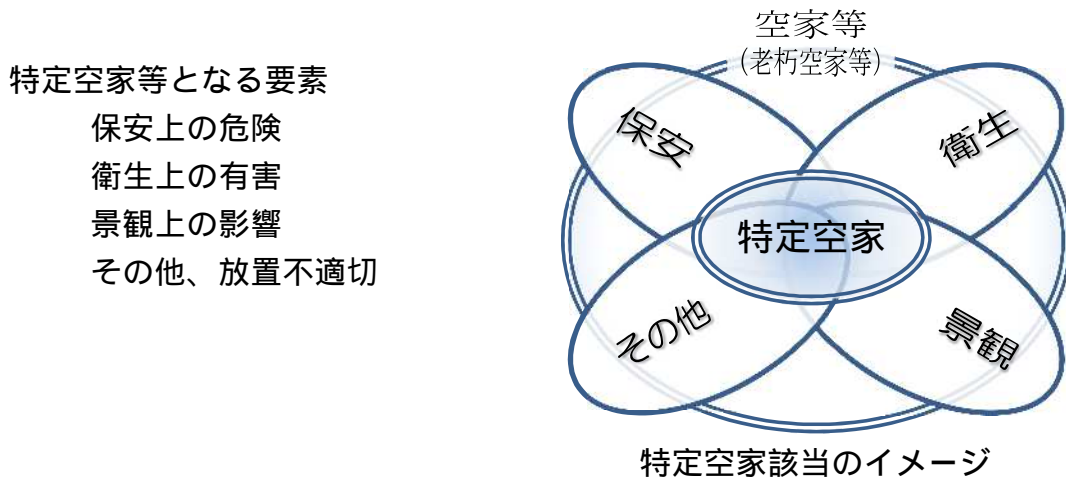 特定空家等となる要素
保安上の危険
衛生上の有害
景観上の影響
その他、放置不適切
空家等
(老朽空家等)
保安
衛生
特定空家
その他
景観
特定空家該当のイメージ